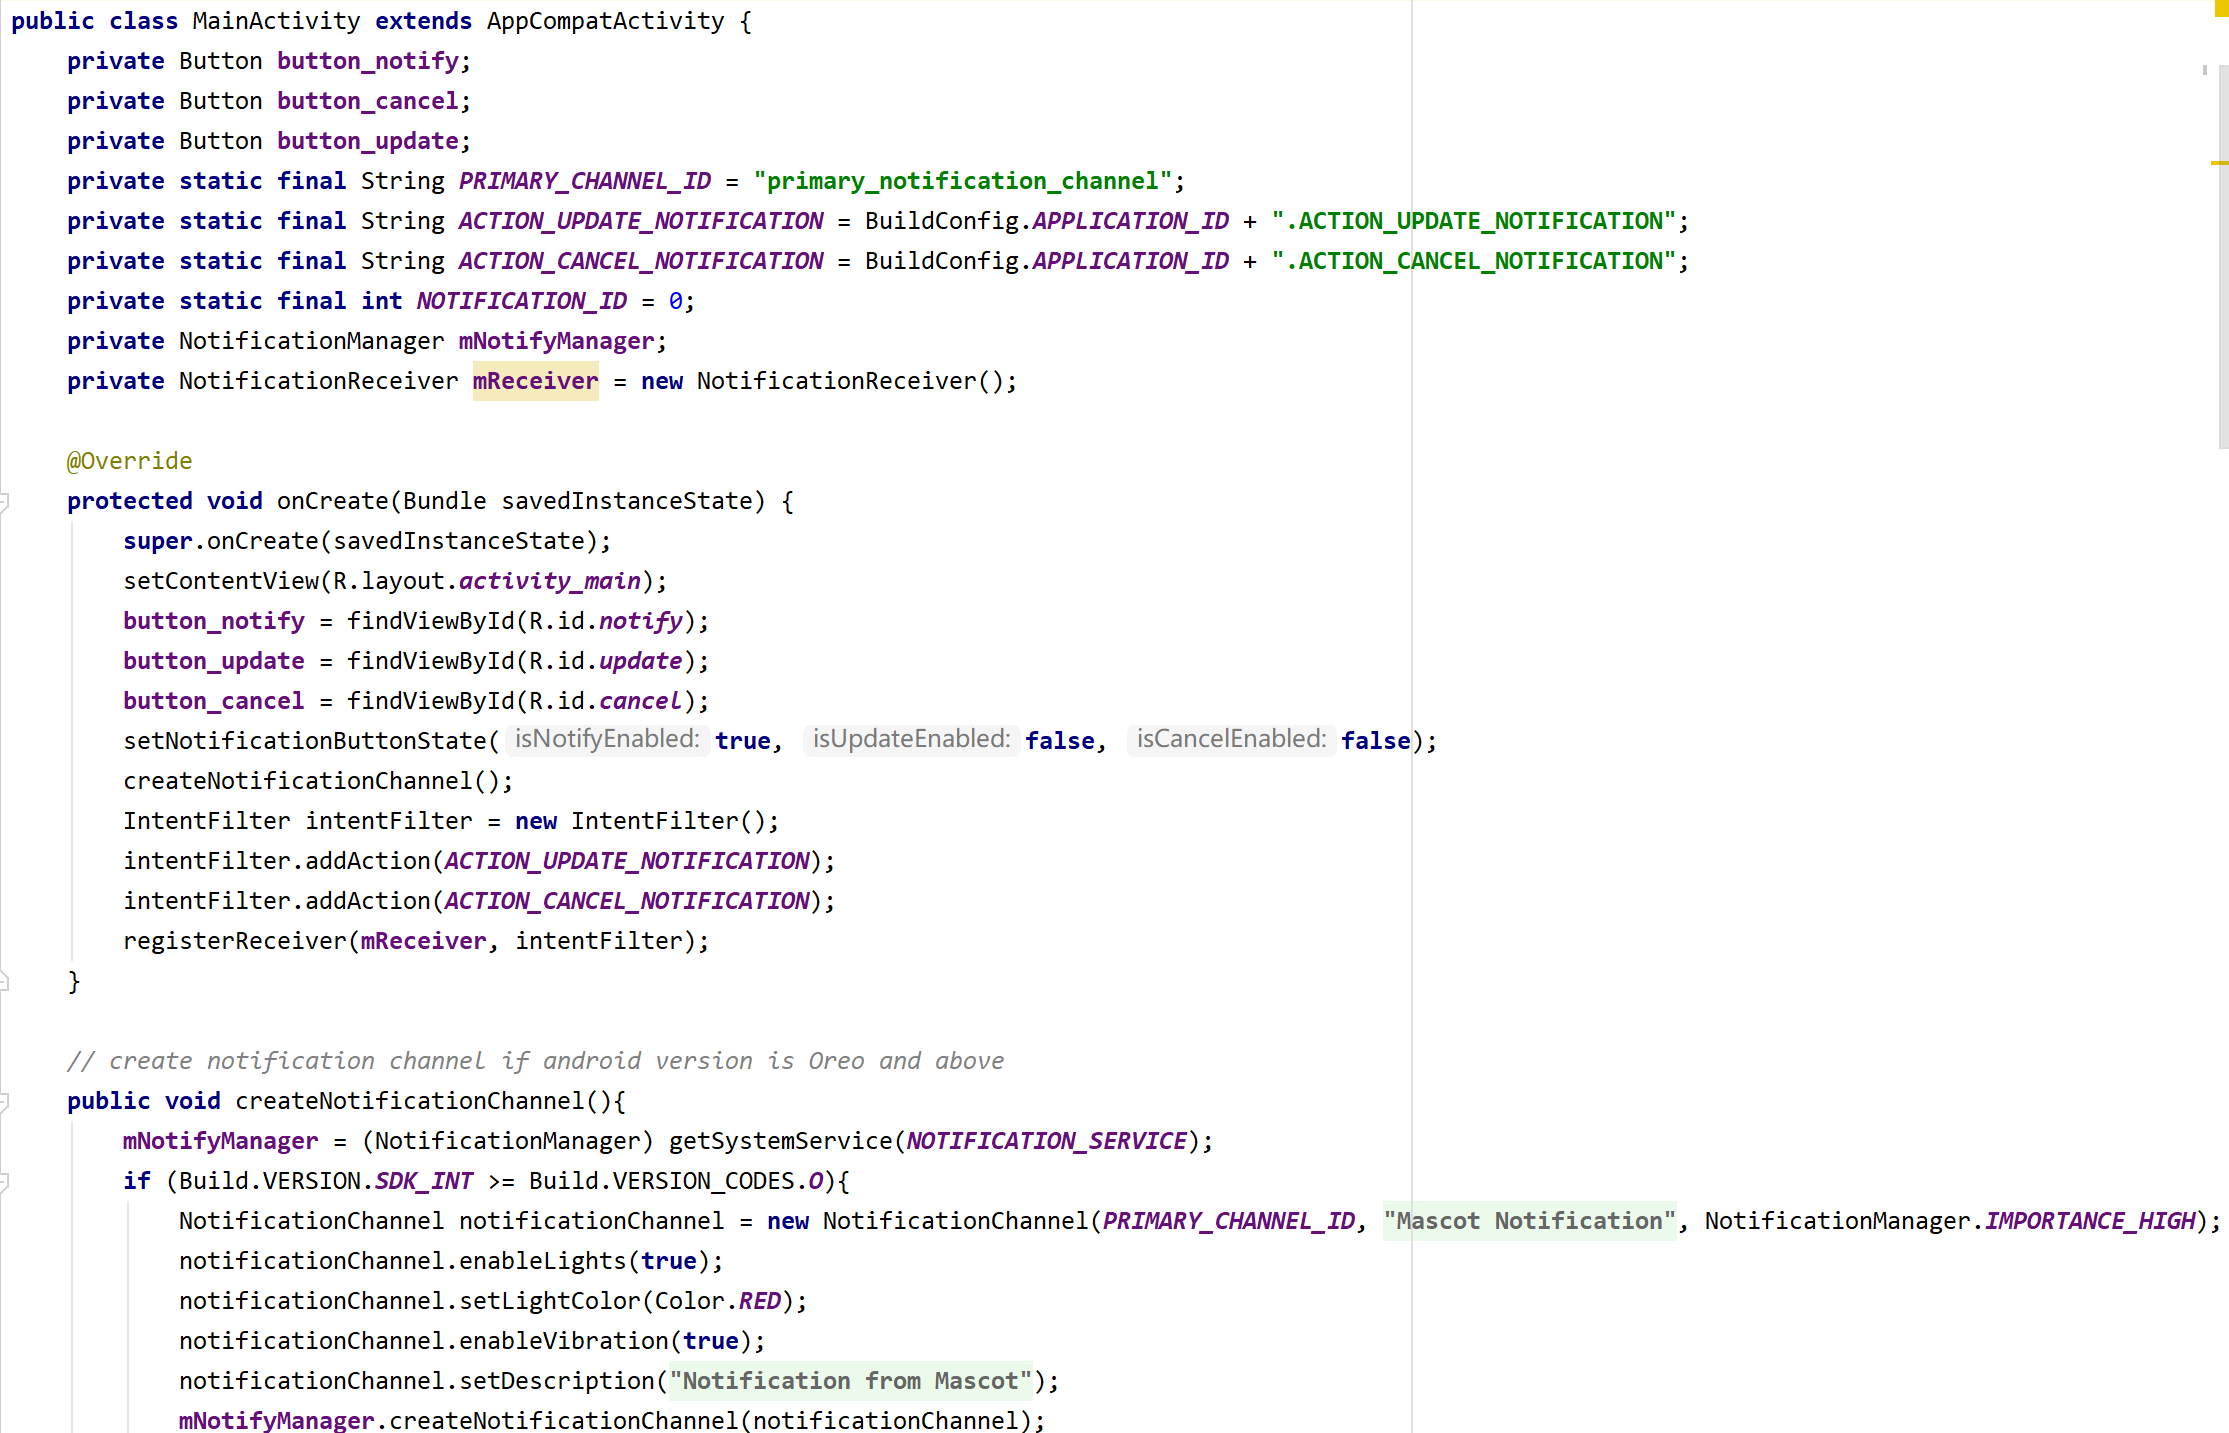 public class MainActivity extends AppCompatActivity {
    private Button button_notify;
    private Button button_cancel;
    private Button button_update;
    private static final String PRIMARY_CHANNEL_ID = "primary_notification_channel";
    private static final String ACTION_UPDATE_NOTIFICATION = BuildConfig.APPLICATION_ID + ".ACTION_UPDATE_NOTIFICATION";
    private static final String ACTION_CANCEL_NOTIFICATION = BuildConfig.APPLICATION_ID + ".ACTION_CANCEL_NOTIFICATION";
    private static final int NOTIFICATION_ID = 0;
    private NotificationManager mNotifyManager;
    private NotificationReceiver mReceiver = new NotificationReceiver();

    @Override
    protected void onCreate(Bundle savedInstanceState) {
        super.onCreate(savedInstanceState);
        setContentView(R.layout.activity_main);
        button_notify = findViewById(R.id.notify);
        button_update = findViewById(R.id.update);
        button_cancel = findViewById(R.id.cancel);
        setNotificationButtonState( isNotifyEnabled: true, isUpdateEnabled: false, isCancelEnabled: false);
        createNotificationChannel();
        IntentFilter intentFilter = new IntentFilter();
        intentFilter.addAction(ACTION_UPDATE_NOTIFICATION);
        intentFilter.addAction(ACTION_CANCEL_NOTIFICATION);
        registerReceiver(mReceiver, intentFilter);
    }

    // create notification channel if android version is Oreo and above
    public void createNotificationChannel(){
        mNotifyManager = (NotificationManager) getSystemService(NOTIFICATION_SERVICE);
        if (Build.VERSION.SDK_INT >= Build.VERSION_CODES.O){
            NotificationChannel notificationChannel = new NotificationChannel(PRIMARY_CHANNEL_ID, "Mascot Notification", NotificationManager.IMPORTANCE_HIGH);
            notificationChannel.enableLights(true);
            notificationChannel.setLightColor(Color.RED);
            notificationChannel.enableVibration(true);
            notificationChannel.setDescription("Notification from Mascot");
            mNotifyManager.createNotificationChannel(notificationChannel);